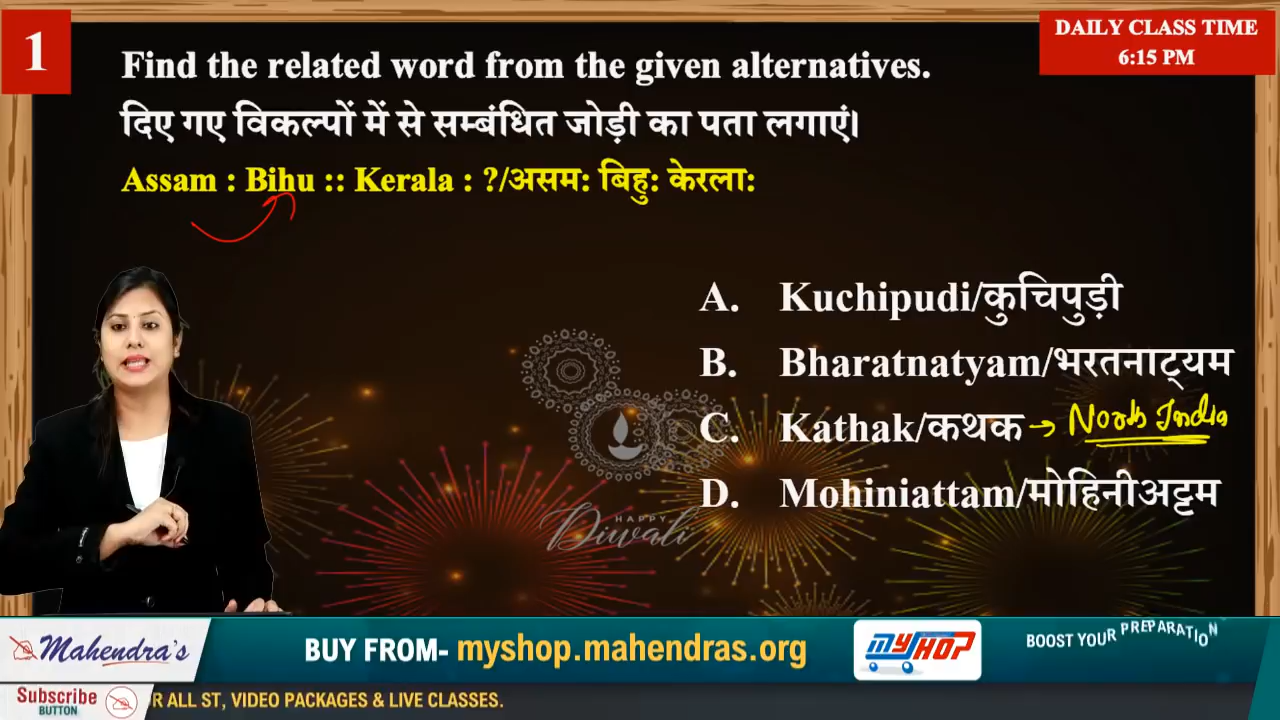 1
DAILY CLASS TIME
6:15 PM
Find the related word from the given alternatives.
दिए गए विकल्पों में से सम्बंधित जोड़ी का पता लगाएं।
Assam : Bihu :: Kerala : ?/असम: बिहु: केरला:
A. Kuchipudi/कुचिपुड़ी
B. Bharatnatyam/भरतनाट्यम
C. Kathak/कथक → North India
D. Mohiniattam/मोहिनीअट्टम
HAPPY
Diwali
Mahendra's
BUY FROM- myshop.mahendras.org
MYSHOP
BOOST YOUR PREPARATION
Subscribe
BUTTON
R ALL ST, VIDEO PACKAGES & LIVE CLASSES.